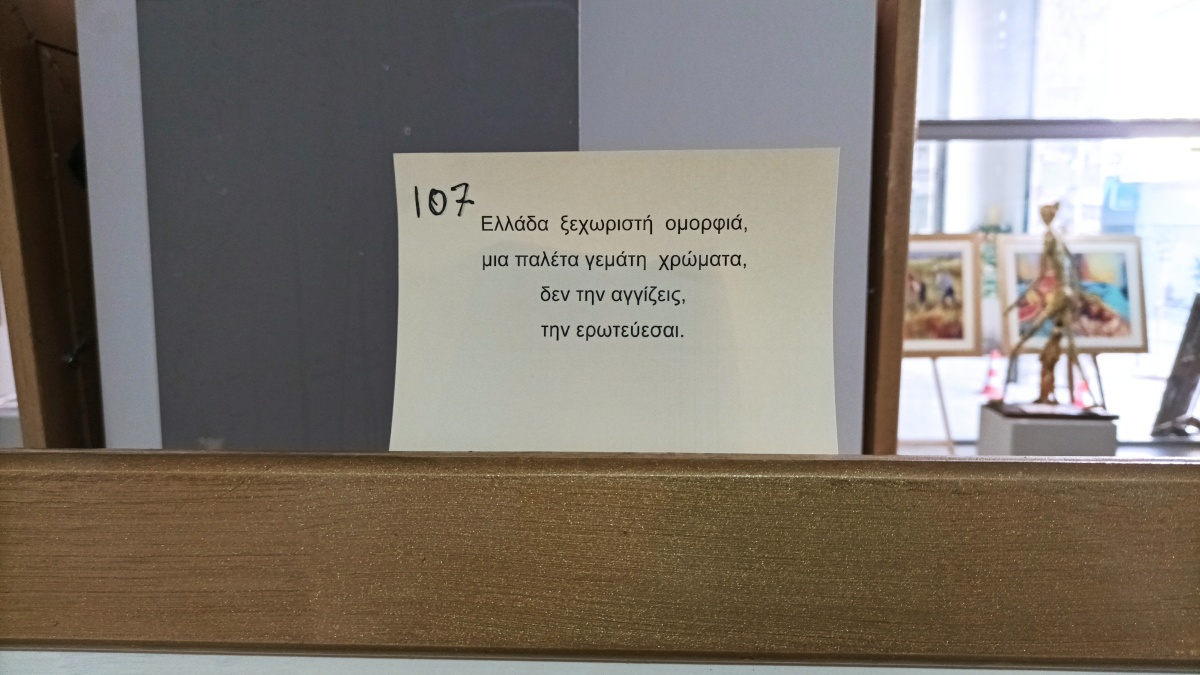 107
Ελλάδα ξεχωριστή ομορφιά,
μια παλέτα γεμάτη χρώματα,
δεν την αγγίζεις,
την ερωτεύεσαι.